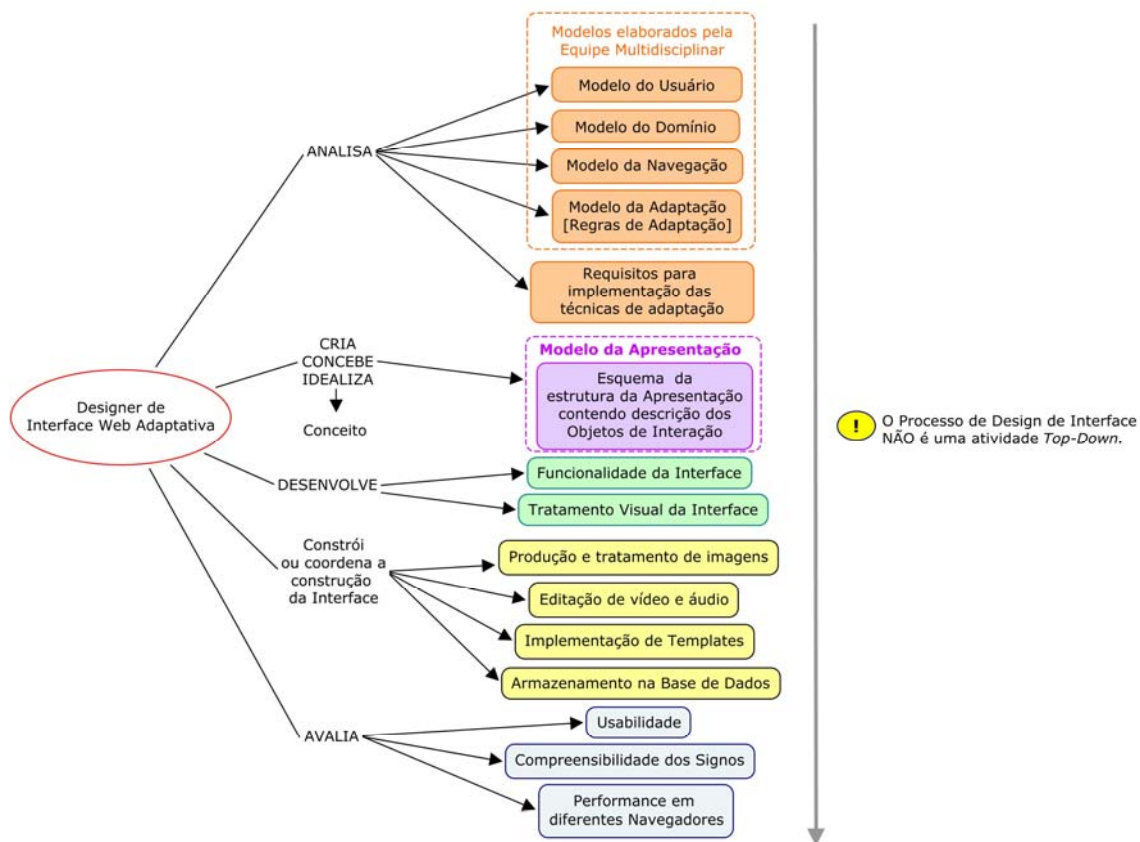 Modelos elaborados pela
Equipe Multidisciplinar
Modelo do Usuário
Modelo do Domínio
ANALISA
Modelo da Navegação
Modelo da Adaptação
[Regras de Adaptação]
Requisitos para
implementação das
técnicas de adaptação
CRIA
CONCEBE
IDEALIZA
Conceito
Modelo da Apresentação
Esquema da
estrutura da Apresentação
contendo descrição dos
Objetos de Interação
Designer de
Interface Web Adaptativa
! O Processo de Design de Interface
NÃO é uma atividade Top-Down.
DESENVOLVE
Funcionalidade da Interface
Tratamento Visual da Interface
Constrói
ou coordena a
construção
da Interface
Produção e tratamento de imagens
Editação de vídeo e áudio
Implementação de Templates
Armazenamento na Base de Dados
AVALIA
Usabilidade
Compreensibilidade dos Signos
Performance em
diferentes Navegadores